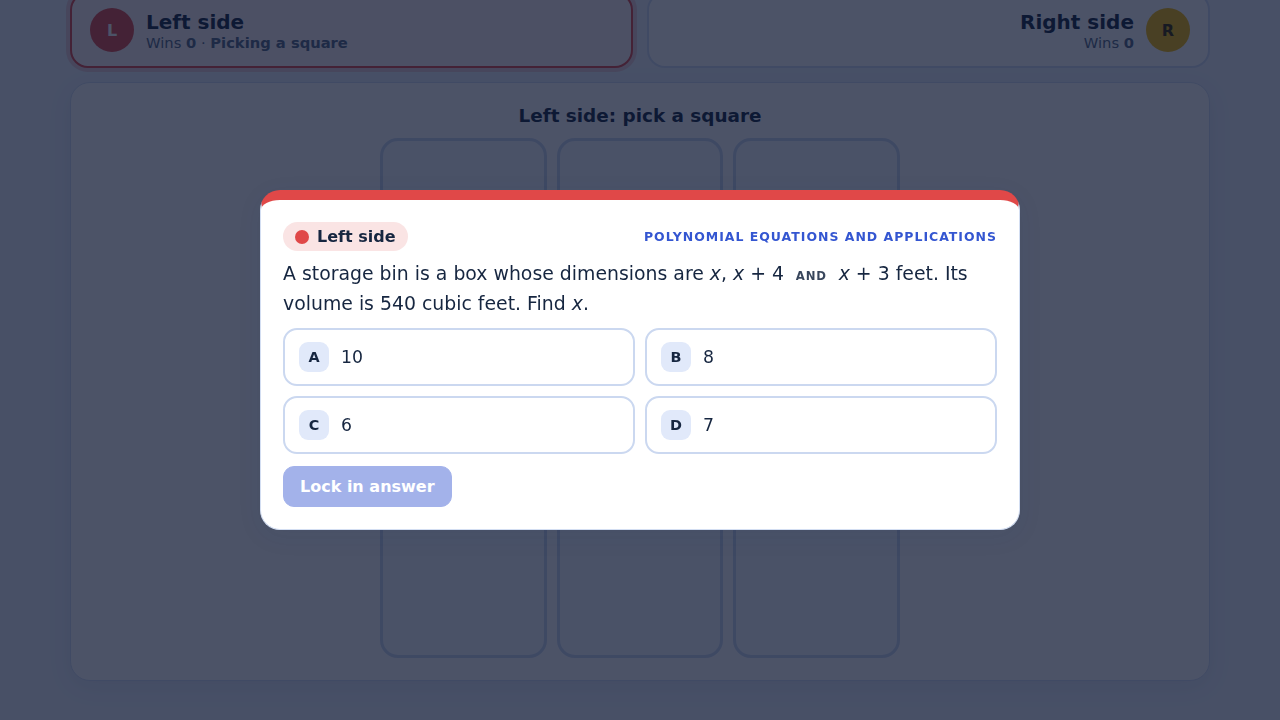 L
Left side
Wins 0 · Picking a square
Right side
Wins 0
R
Left side: pick a square
Left side
POLYNOMIAL EQUATIONS AND APPLICATIONS
A storage bin is a box whose dimensions are x, x + 4 AND x + 3 feet. Its
volume is 540 cubic feet. Find x.
A 10
B 8
C 6
D 7
Lock in answer